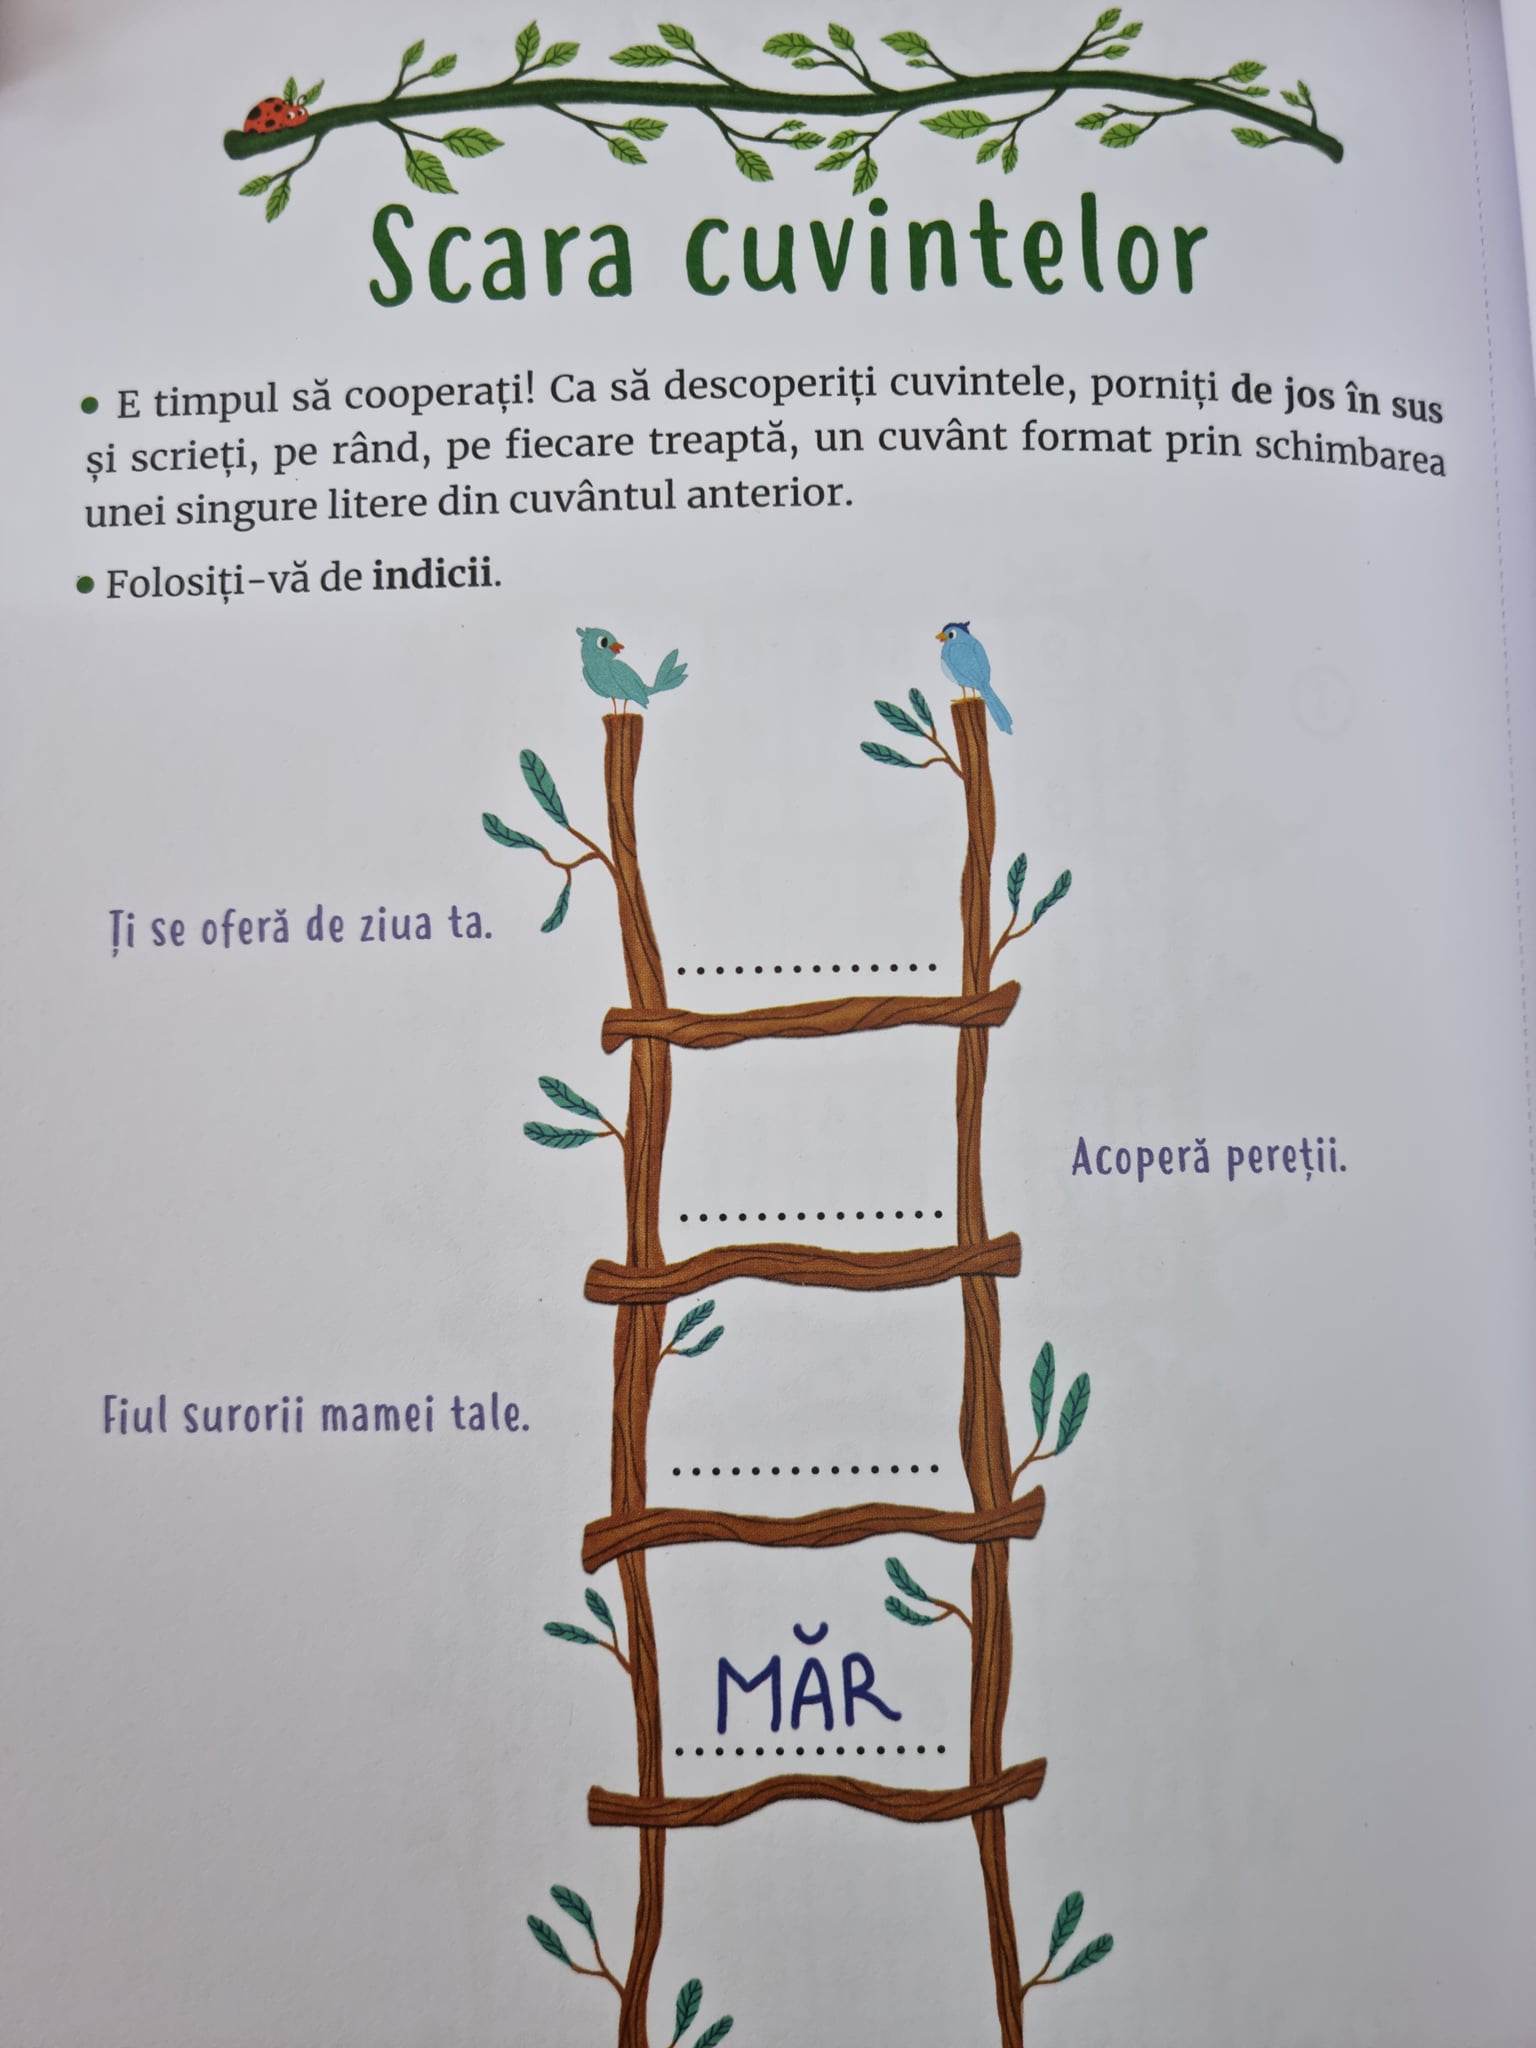 Scara cuvintelor
• E timpul să cooperați! Ca să descoperiți cuvintele, porniți de jos în sus
și scrieți, pe rând, pe fiecare treaptă, un cuvânt format prin schimbarea
unei singure litere din cuvântul anterior.
• Folosiți-vă de indicii.
Ți se oferă de ziua ta.
Acoperă pereții.
Fiul surorii mamei tale.
MĂR